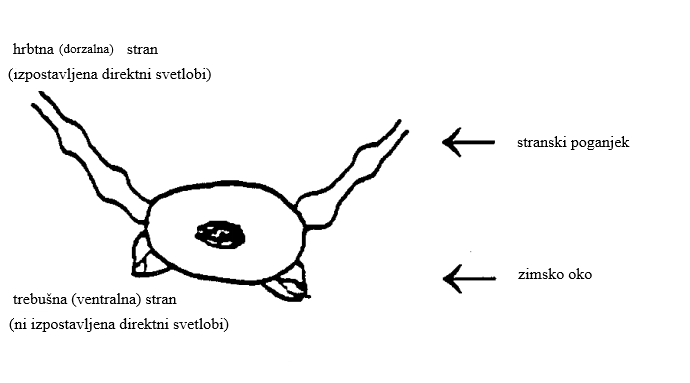 hrbtna (dorzalna) stran
(izpostavljena direktni svetlobi)
stranski poganjek
zimsko oko
trebušna (ventralna) stran
(ni izpostavljena direktni svetlobi)